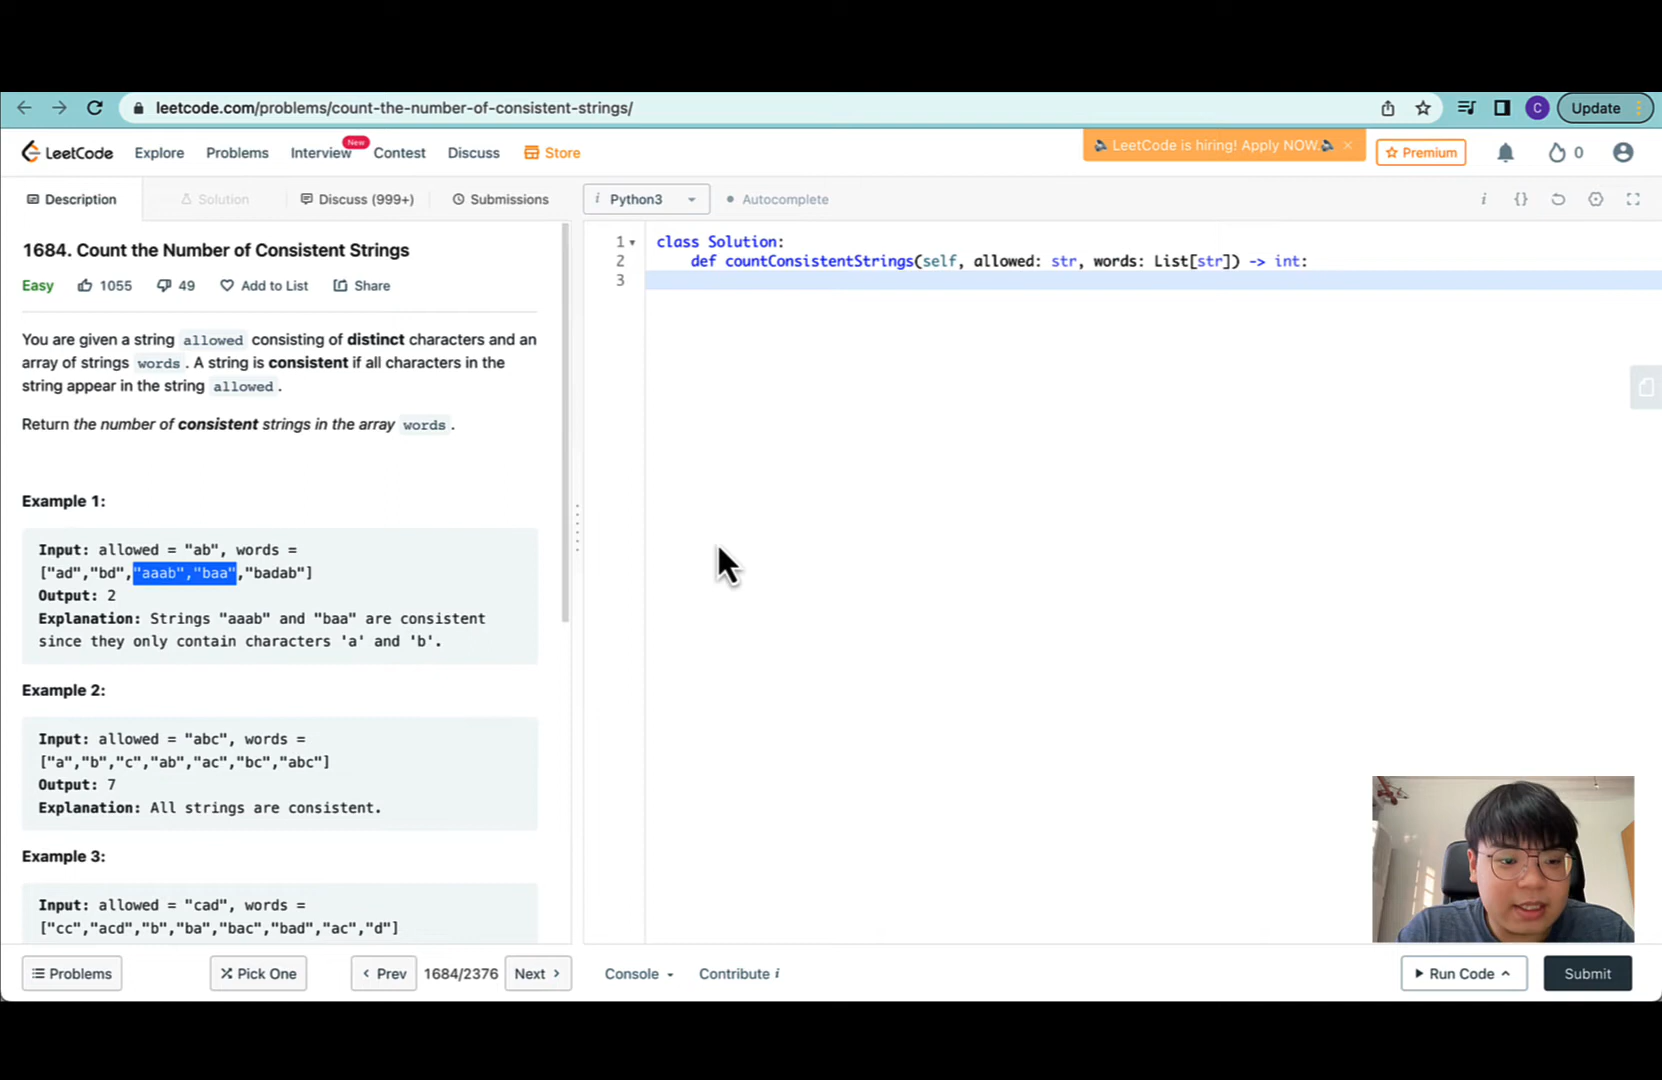 leetcode.com/problems/count-the-number-of-consistent-strings/
C
Update
LeetCode
Explore
Problems
Interview
New
Contest
Discuss
Store
LeetCode is hiring! Apply NOW.
Premium
0
Description
Solution
Discuss (999+)
Submissions
i Python3
Autocomplete
i
{}
1684. Count the Number of Consistent Strings
Easy
1055
49
Add to List
Share
You are given a string allowed consisting of distinct characters and an
array of strings words . A string is consistent if all characters in the
string appear in the string allowed .
Return the number of consistent strings in the array words .
Example 1:
Input: allowed = "ab", words =
["ad","bd","aaab","baa","badab"]
Output: 2
Explanation: Strings "aaab" and "baa" are consistent
since they only contain characters 'a' and 'b'.
Example 2:
Input: allowed = "abc", words =
["a","b","c","ab","ac","bc","abc"]
Output: 7
Explanation: All strings are consistent.
Example 3:
Input: allowed = "cad", words =
["cc","acd","b","ba","bac","bad","ac","d"]
1 class Solution:
2 def countConsistentStrings(self, allowed: str, words: List[str]) -> int:
3
Problems
Pick One
Prev
1684/2376
Next
Console
Contribute i
Run Code
Submit